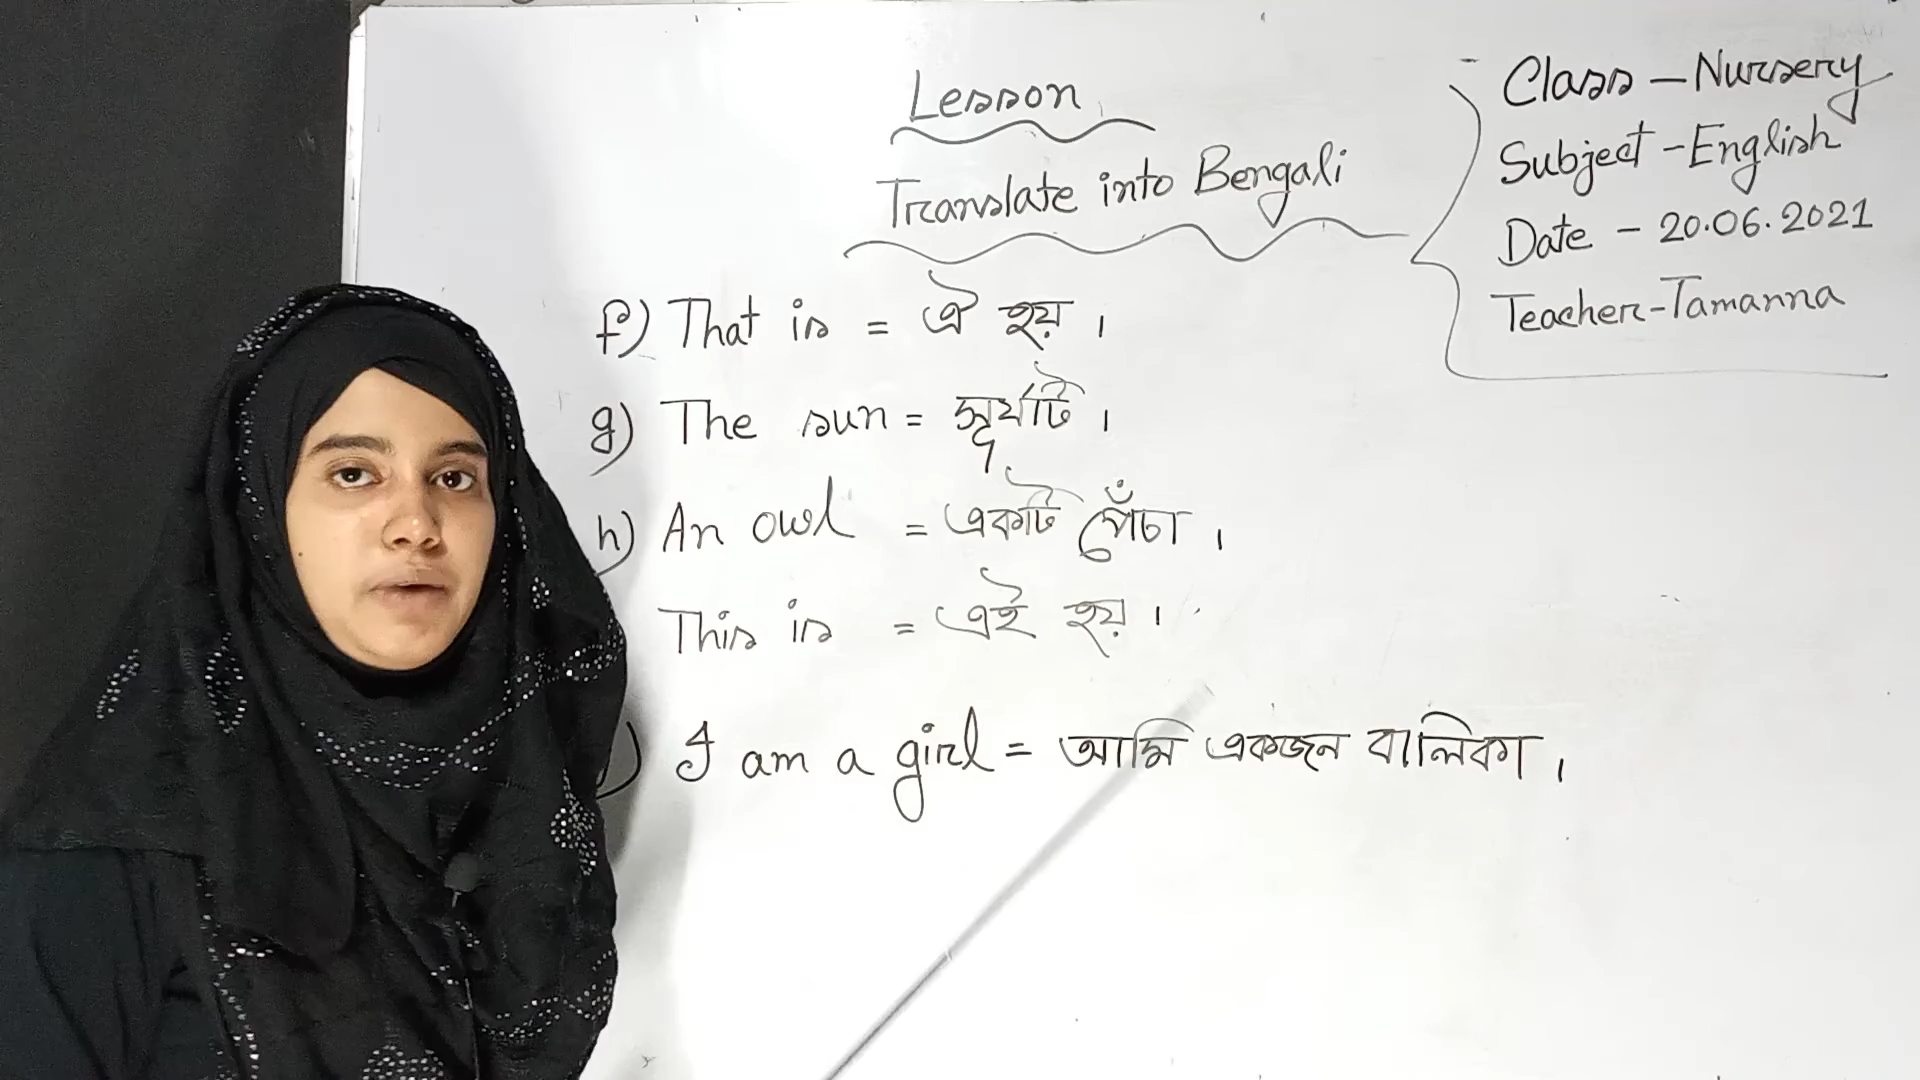 Lesson
Translate into Bengali
Class - Nursery
Subject - English
Date - 20.06.2021
Teacher - Tamanna
f) That is = ঐ হয় ।
g) The sun = সূর্যটি ।
h) An owl = একটি পেঁচা ।
This is = এই হয় ।
) I am a girl = আমি একজন বালিকা ।